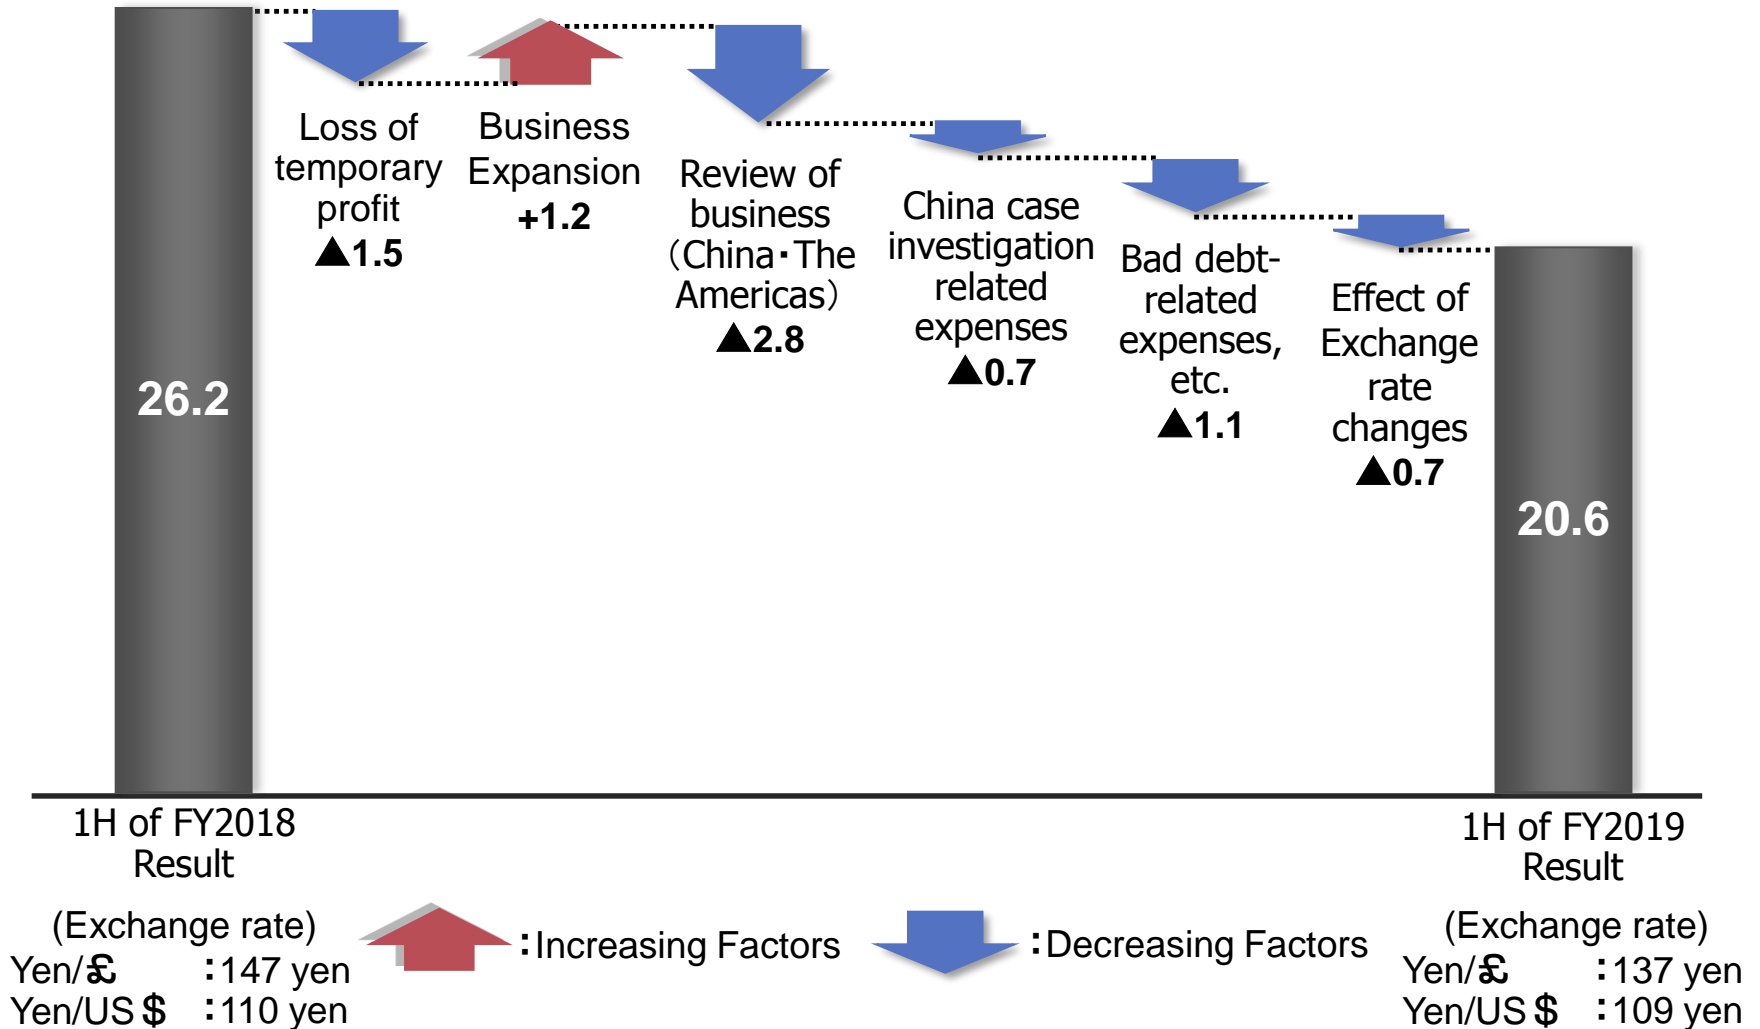 Loss of
temporary
profit
▲1.5
Business
Expansion
+1.2
Review of
business
（China･The
Americas）
▲2.8
China case
investigation
related
expenses
▲0.7
Bad debt-
related
expenses,
etc.
▲1.1
Effect of
Exchange
rate
changes
▲0.7
26.2
20.6
1H of FY2018
Result
1H of FY2019
Result
(Exchange rate)
Yen/£ ：147 yen
Yen/US＄ ：110 yen
：Increasing Factors
：Decreasing Factors
(Exchange rate)
Yen/£ ：137 yen
Yen/US＄ ：109 yen